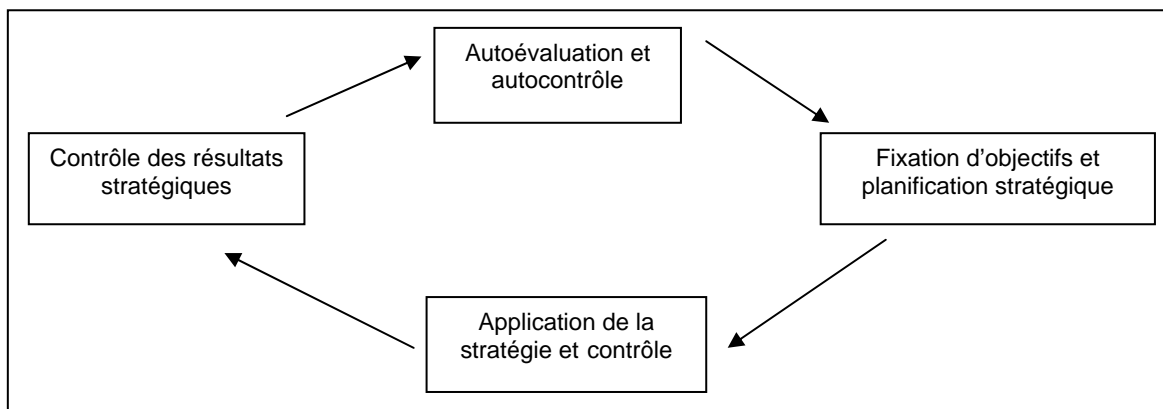 Autoévaluation et
autocontrôle
Contrôle des résultats
stratégiques
Fixation d’objectifs et
planification stratégique
Application de la
stratégie et contrôle